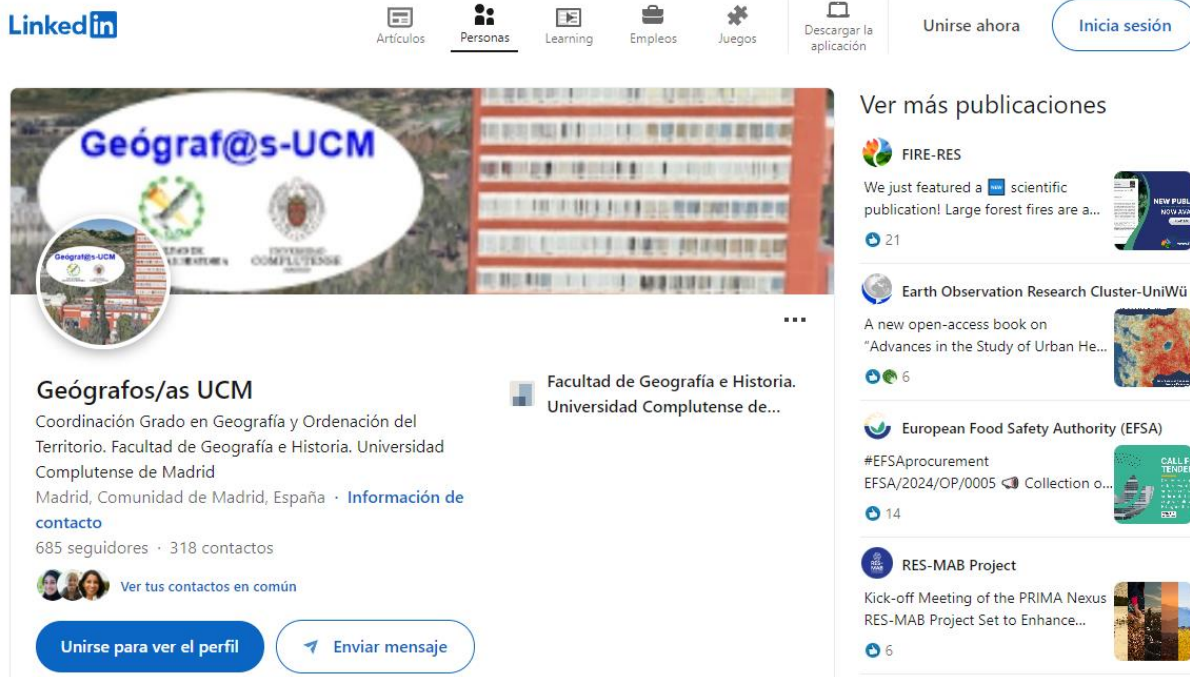 LinkedIn
Artículos
Personas
Learning
Empleos
Juegos
Descargar la
aplicación
Unirse ahora
Inicia sesión
Geógraf@s-UCM
UNIVERSIDAD
COMPLUTENSE
Geógraf@s-UCM
Geógrafos/as UCM
Coordinación Grado en Geografía y Ordenación del
Territorio. Facultad de Geografía e Historia. Universidad
Complutense de Madrid
Madrid, Comunidad de Madrid, España · Información de
contacto
685 seguidores · 318 contactos
Ver tus contactos en común
Unirse para ver el perfil
Enviar mensaje
Facultad de Geografía e Historia.
Universidad Complutense de...
Ver más publicaciones
FIRE-RES
We just featured a NEW scientific
publication! Large forest fires are a...
21
Earth Observation Research Cluster-UniWü
A new open-access book on
"Advances in the Study of Urban He...
6
European Food Safety Authority (EFSA)
#EFSAprocurement
EFSA/2024/OP/0005 Collection o...
14
RES-MAB Project
Kick-off Meeting of the PRIMA Nexus
RES-MAB Project Set to Enhance...
6